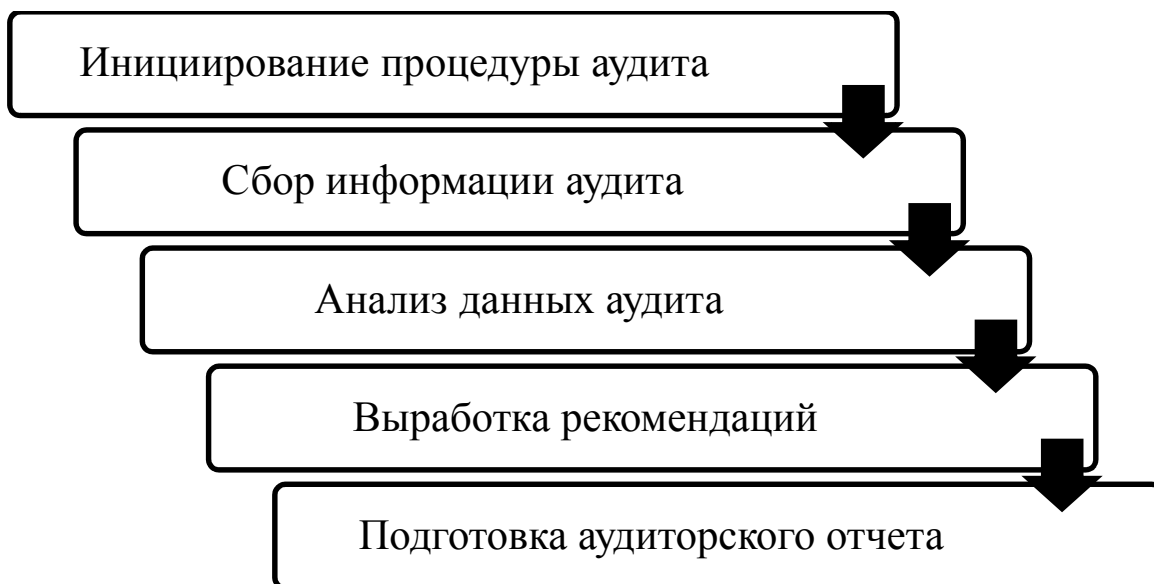 Инициирование процедуры аудита
Сбор информации аудита
Анализ данных аудита
Выработка рекомендаций
Подготовка аудиторского отчета